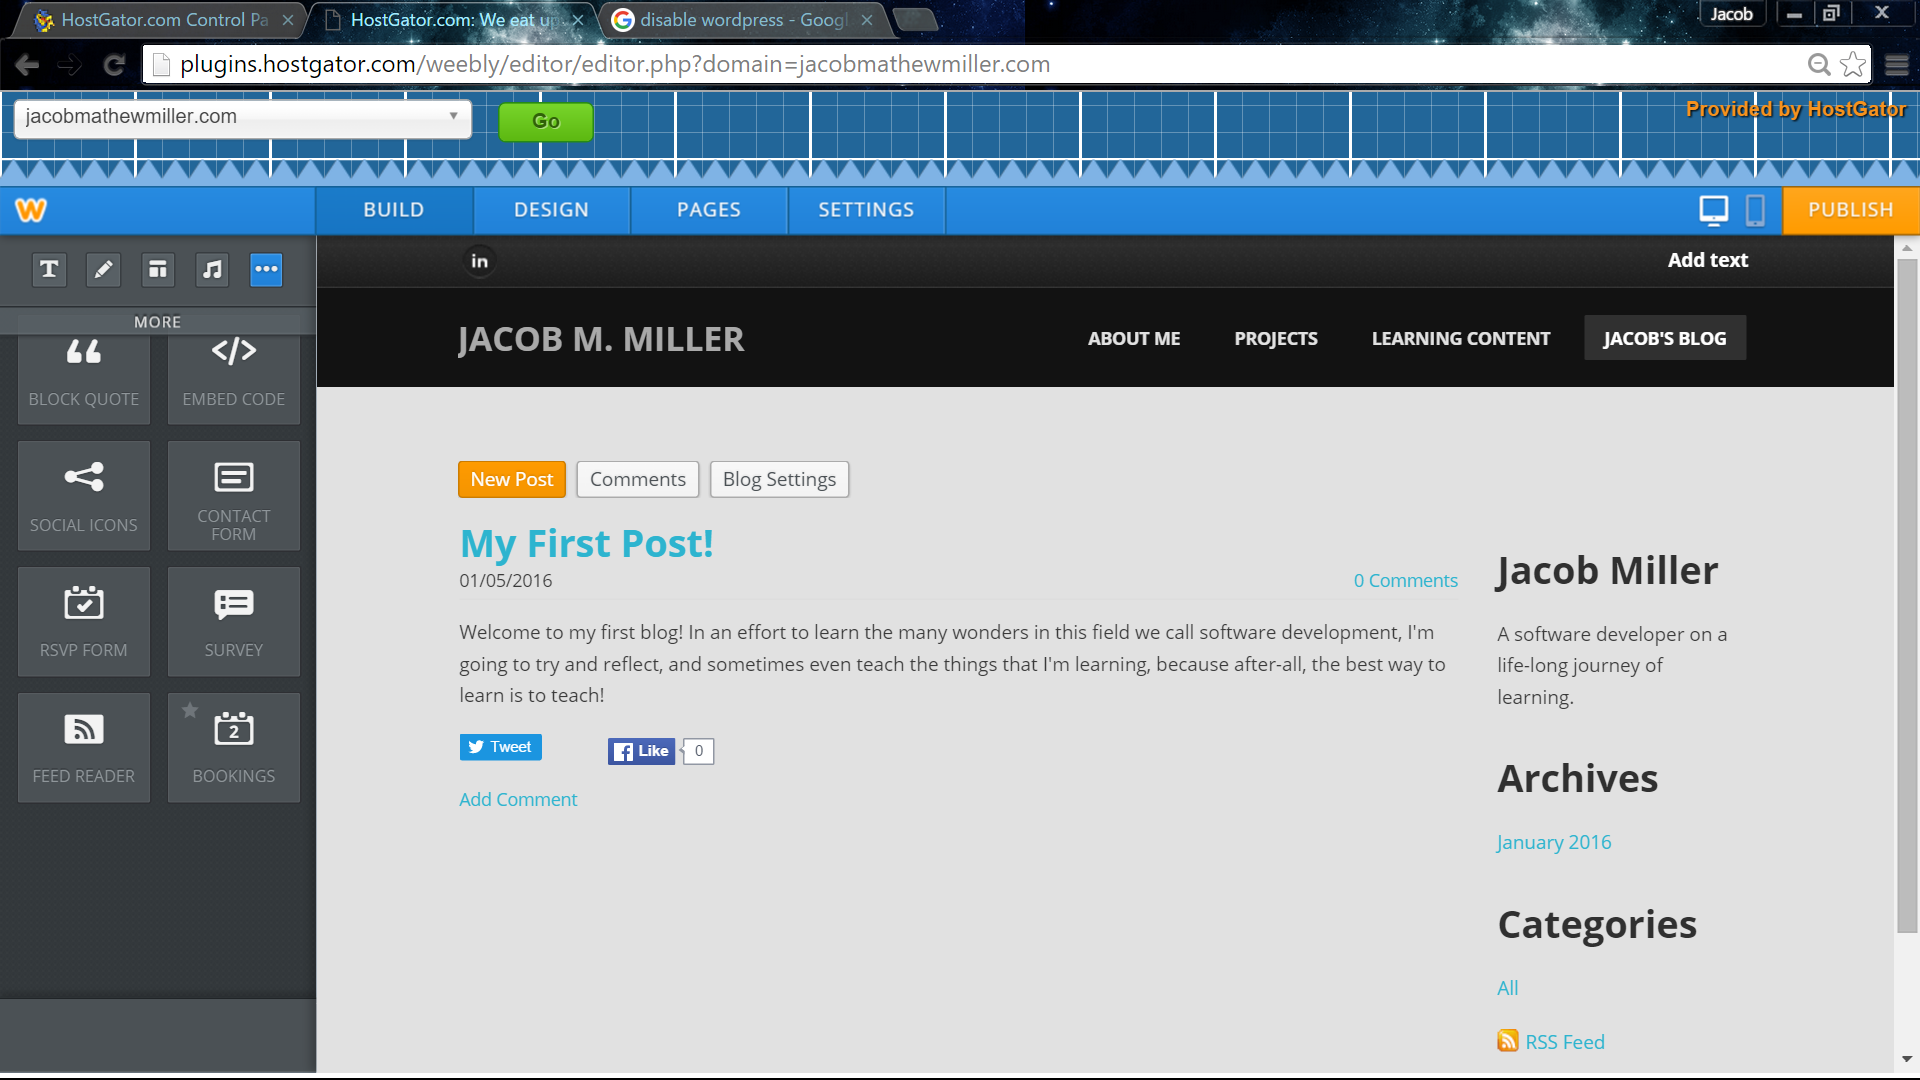 HostGator.com Control Pa
HostGator.com: We eat up
disable wordpress - Googl
Jacob
plugins.hostgator.com/weebly/editor/editor.php?domain=jacobmathewmiller.com
jacobmathewmiller.com
Go
Provided by HostGator
W
BUILD
DESIGN
PAGES
SETTINGS
PUBLISH
T
MORE
BLOCK QUOTE
EMBED CODE
SOCIAL ICONS
CONTACT
FORM
RSVP FORM
SURVEY
FEED READER
2
BOOKINGS
in
Add text
JACOB M. MILLER
ABOUT ME
PROJECTS
LEARNING CONTENT
JACOB'S BLOG
New Post
Comments
Blog Settings
My First Post!
01/05/2016
0 Comments
Welcome to my first blog! In an effort to learn the many wonders in this field we call software development, I'm
going to try and reflect, and sometimes even teach the things that I'm learning, because after-all, the best way to
learn is to teach!
Tweet
Like
0
Add Comment
Jacob Miller
A software developer on a
life-long journey of
learning.
Archives
January 2016
Categories
All
RSS Feed